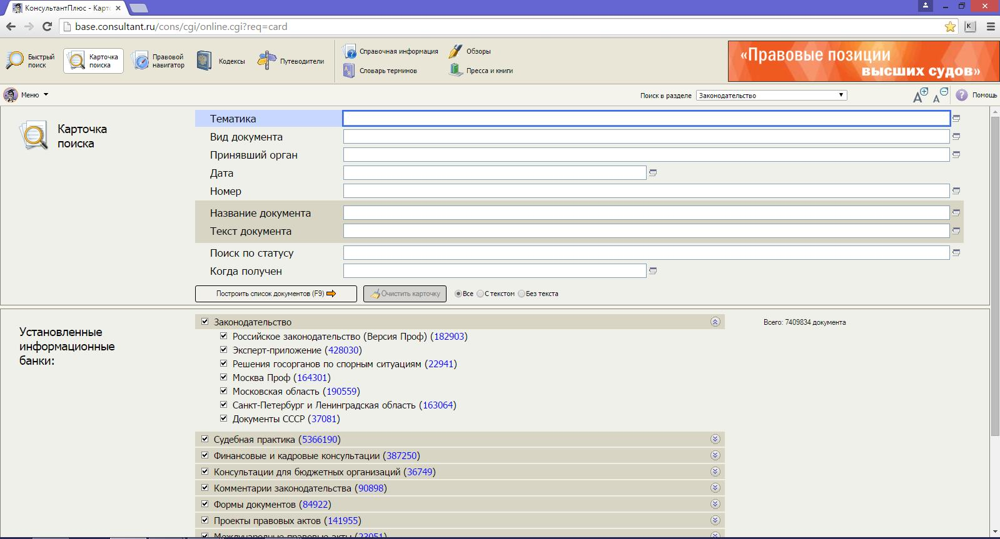 КонсультантПлюс - Карто
base.consultant.ru/cons/cgi/online.cgi?req=card
Быстрый
поиск
Карточка
поиска
Правовой
навигатор
Кодексы
Путеводители
Справочная информация
Словарь терминов
Обзоры
Пресса и книги
«Правовые позиции
высших судов»
Меню
Поиск в разделе
Законодательство
Помощь
Карточка
поиска
Тематика
Вид документа
Принявший орган
Дата
Номер
Название документа
Текст документа
Поиск по статусу
Когда получен
Построить список документов (F9)
Очистить карточку
Все
С текстом
Без текста
Установленные
информационные
банки:
Законодательство
Российское законодательство (Версия Проф) (182903)
Эксперт-приложение (428030)
Решения госорганов по спорным ситуациям (22941)
Москва Проф (164301)
Московская область (190559)
Санкт-Петербург и Ленинградская область (163064)
Документы СССР (37081)
Всего: 7409834 документа
Судебная практика (5366190)
Финансовые и кадровые консультации (387250)
Консультации для бюджетных организаций (36749)
Комментарии законодательства (90898)
Формы документов (84922)
Проекты правовых актов (141955)
Международные правовые акты (23051)